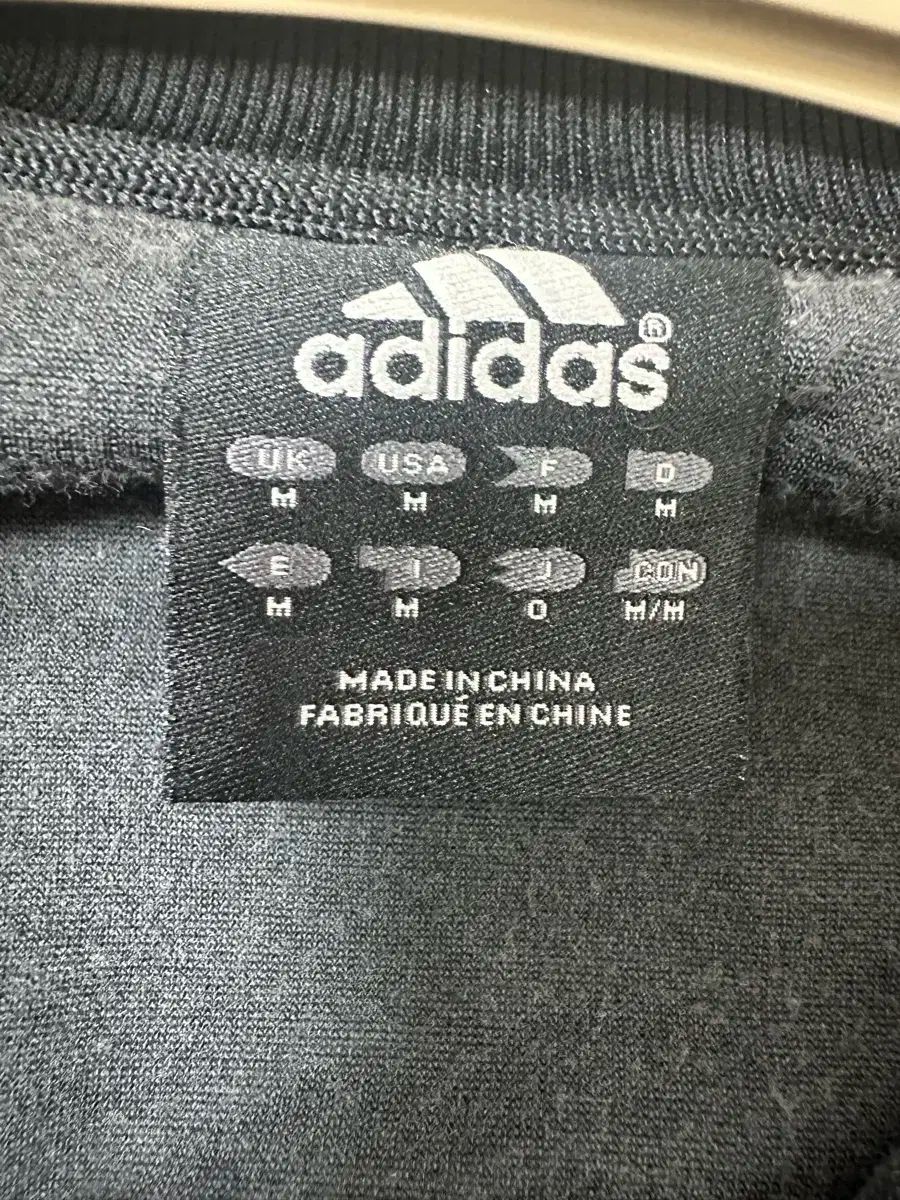 adidas®
UK USA F D
M M M M
E I J CON
M M O M/M
MADE IN CHINA
FABRIQUÉ EN CHINE